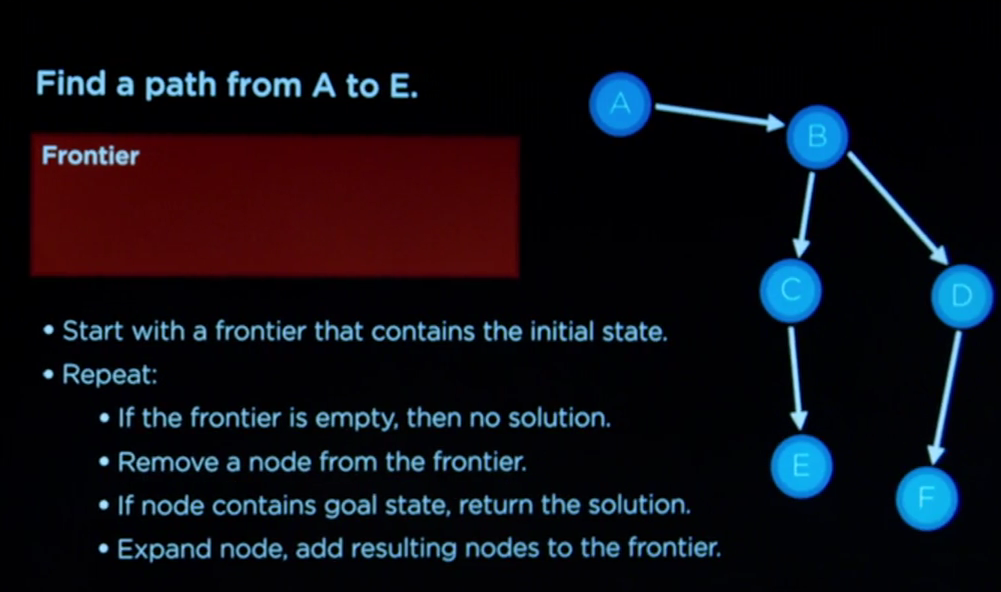 Find a path from A to E.
Frontier
• Start with a frontier that contains the initial state.
• Repeat:
• If the frontier is empty, then no solution.
• Remove a node from the frontier.
• If node contains goal state, return the solution.
• Expand node, add resulting nodes to the frontier.
A
B
C
D
E
F